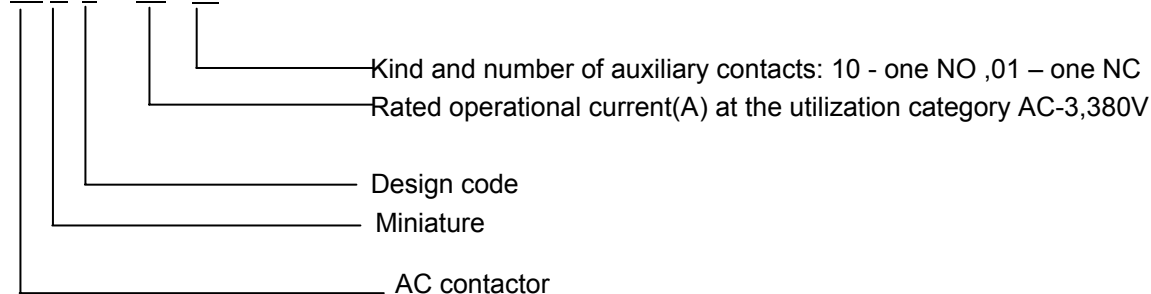 Kind and number of auxiliary contacts: 10 - one NO ,01 – one NC
Rated operational current(A) at the utilization category AC-3,380V
Design code
Miniature
AC contactor